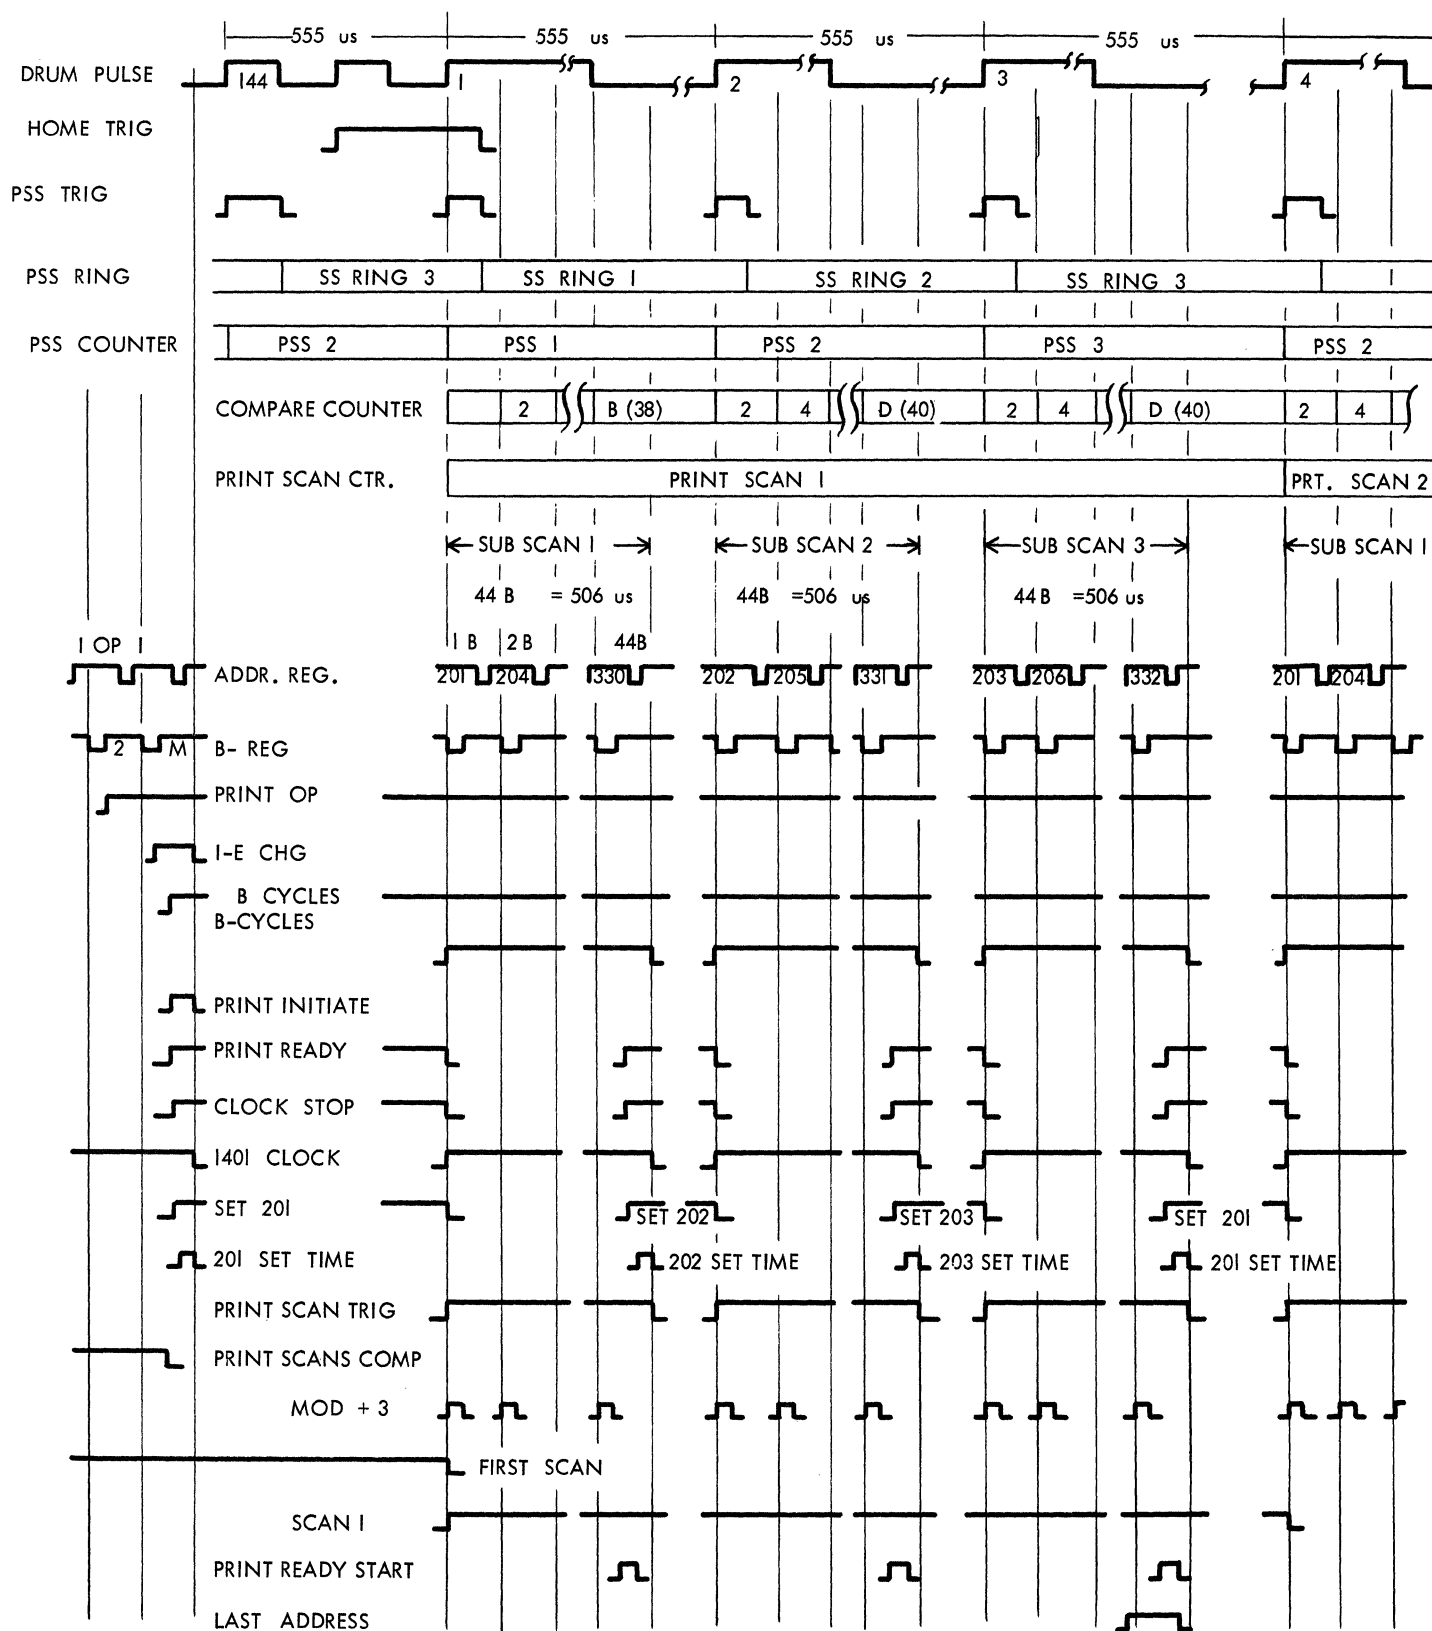 555 us 555 us 555 us 555 us
DRUM PULSE 144 1 2 3 4
HOME TRIG
PSS TRIG
PSS RING SS RING 3 SS RING 1 SS RING 2 SS RING 3 1
PSS COUNTER PSS 2 PSS 1 PSS 2 PSS 3 PSS 2
COMPARE COUNTER 2 B (38) 2 4 D (40) 2 4 D (40) 2 4
PRINT SCAN CTR. PRINT SCAN 1 PRT. SCAN 2
SUB SCAN 1 SUB SCAN 2 SUB SCAN 3 SUB SCAN 1
44 B = 506 us 44B =506 us 44 B =506 us
I OP I 1 B 2 B 44B
ADDR. REG. 201 204 330 202 205 331 203 206 332 201 204
2 M B- REG
PRINT OP
I-E CHG
B CYCLES
B-CYCLES
PRINT INITIATE
PRINT READY
CLOCK STOP
1401 CLOCK
SET 201 SET 202 SET 203 SET 201
201 SET TIME 202 SET TIME 203 SET TIME 201 SET TIME
PRINT SCAN TRIG
PRINT SCANS COMP
MOD + 3
FIRST SCAN
SCAN 1
PRINT READY START
LAST ADDRESS